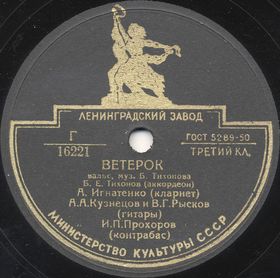 ЛЕНИНГРАДСКИЙ ЗАВОД
Г
16221
ГОСТ 5289-50
ТРЕТИЙ КЛ.
ВЕТЕРОК
вальс, муз. Б. Тихонова
Б. Е. Тихонов (аккордеон)
А. Игнатенко (кларнет)
А.А.Кузнецов и В.Г.Рысков
(гитары)
И.П.Прохоров
(контрабас)
МИНИСТЕРСТВО КУЛЬТУРЫ СССР